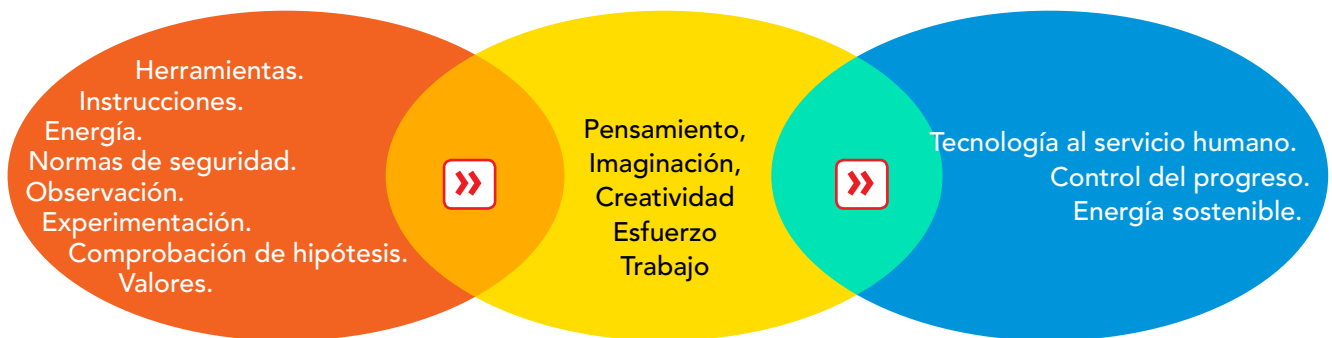 Herramientas.
Instrucciones.
Energía.
Normas de seguridad.
Observación.
Experimentación.
Comprobación de hipótesis.
Valores.
Pensamiento,
Imaginación,
Creatividad
Esfuerzo
Trabajo
Tecnología al servicio humano.
Control del progreso.
Energía sostenible.